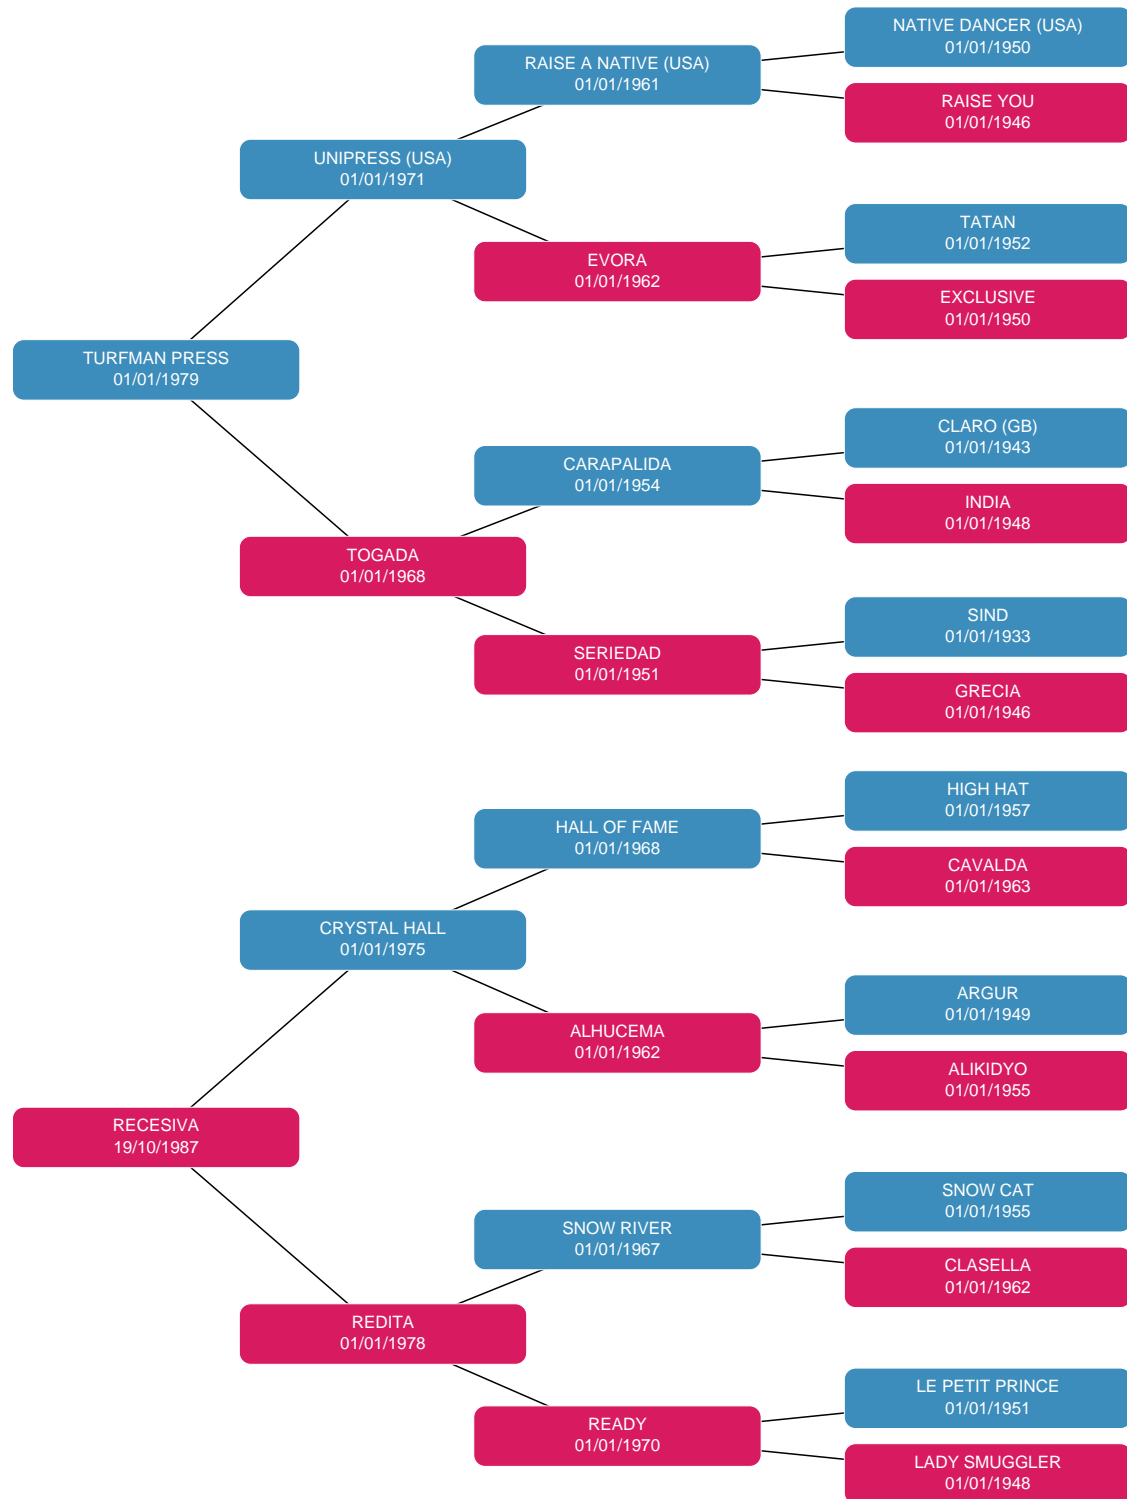 NATIVE DANCER (USA)
01/01/1950
RAISE A NATIVE (USA)
01/01/1961
RAISE YOU
01/01/1946
UNIPRESS (USA)
01/01/1971
TATAN
01/01/1952
EVORA
01/01/1962
EXCLUSIVE
01/01/1950
TURFMAN PRESS
01/01/1979
CLARO (GB)
01/01/1943
CARAPALIDA
01/01/1954
INDIA
01/01/1948
TOGADA
01/01/1968
SIND
01/01/1933
SERIEDAD
01/01/1951
GRECIA
01/01/1946
HIGH HAT
01/01/1957
HALL OF FAME
01/01/1968
CAVALDA
01/01/1963
CRYSTAL HALL
01/01/1975
ARGUR
01/01/1949
ALHUCEMA
01/01/1962
ALIKIDYO
01/01/1955
RECESIVA
19/10/1987
SNOW CAT
01/01/1955
SNOW RIVER
01/01/1967
CLASELLA
01/01/1962
REDITA
01/01/1978
LE PETIT PRINCE
01/01/1951
READY
01/01/1970
LADY SMUGGLER
01/01/1948